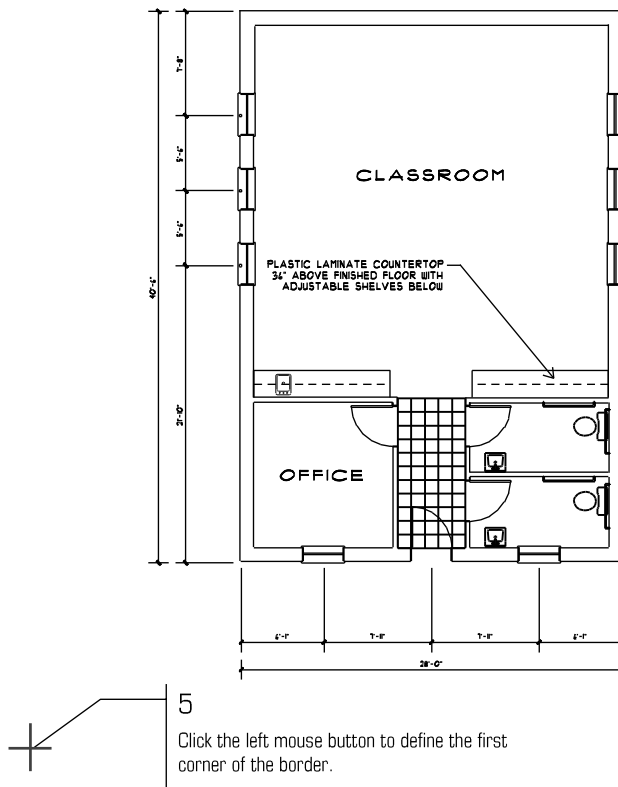 7'-8"
5'-6"
5'-6"
40'-6"
21'-10"
CLASSROOM
PLASTIC LAMINATE COUNTERTOP
36" ABOVE FINISHED FLOOR WITH
ADJUSTABLE SHELVES BELOW
OFFICE
6'-1"
7'-11"
7'-11"
6'-1"
28'-0"
5
Click the left mouse button to define the first
corner of the border.